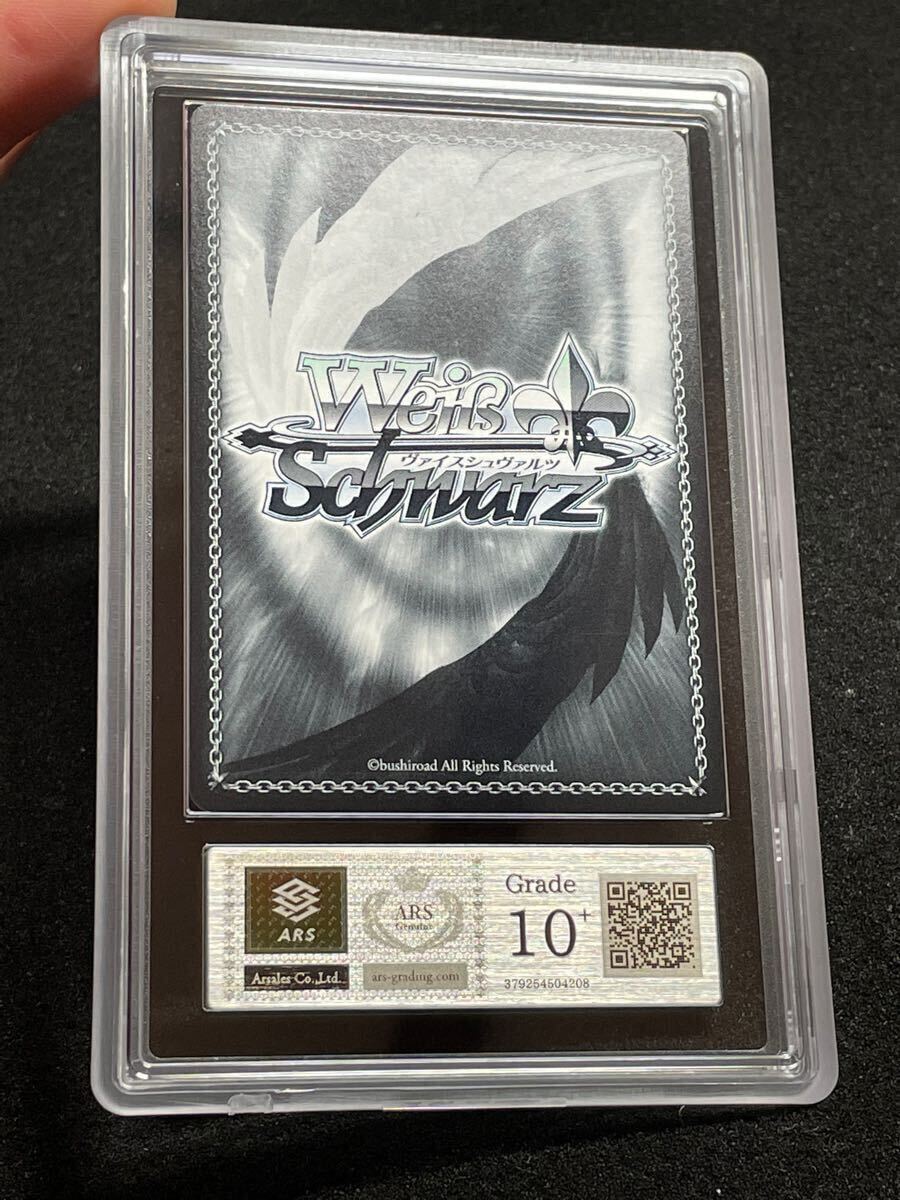 Weiß
ヴァイスシュヴァルツ
Schwarz
©bushiroad All Rights Reserved.
ARS
Arsales Co.,Ltd.
ARS
Genuine
ars-grading.com
Grade
10+
379254504208